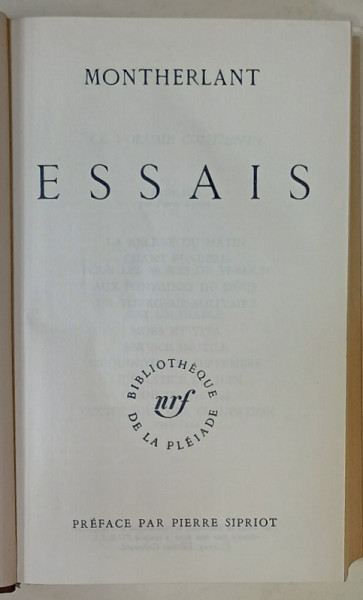 MONTHERLANT
ESSAIS
BIBLIOTHÈQUE
nrf
DE LA PLÉIADE
PRÉFACE PAR PIERRE SIPRIOT